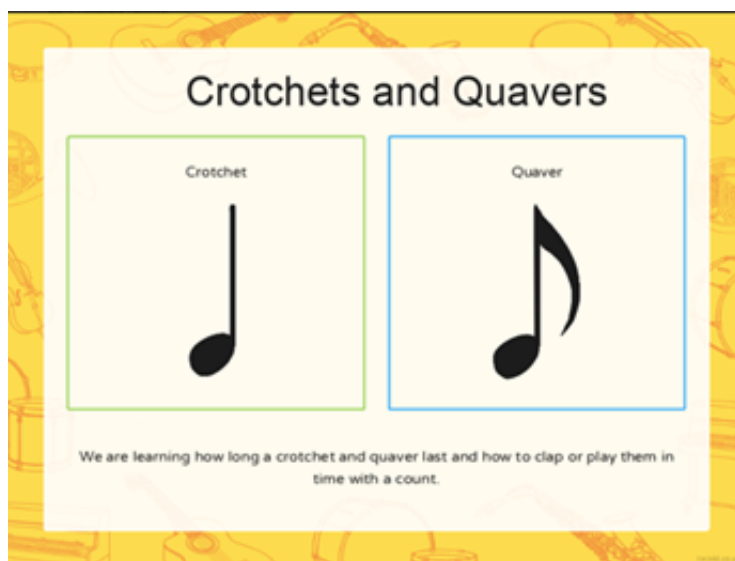 Crotchets and Quavers
Crotchet
Quaver
We are learning how long a crotchet and quaver last and how to clap or play them in
time with a count.